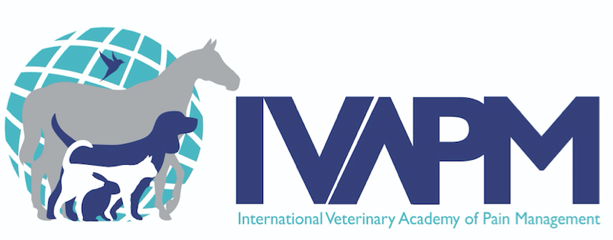 IVAPM
International Veterinary Academy of Pain Management